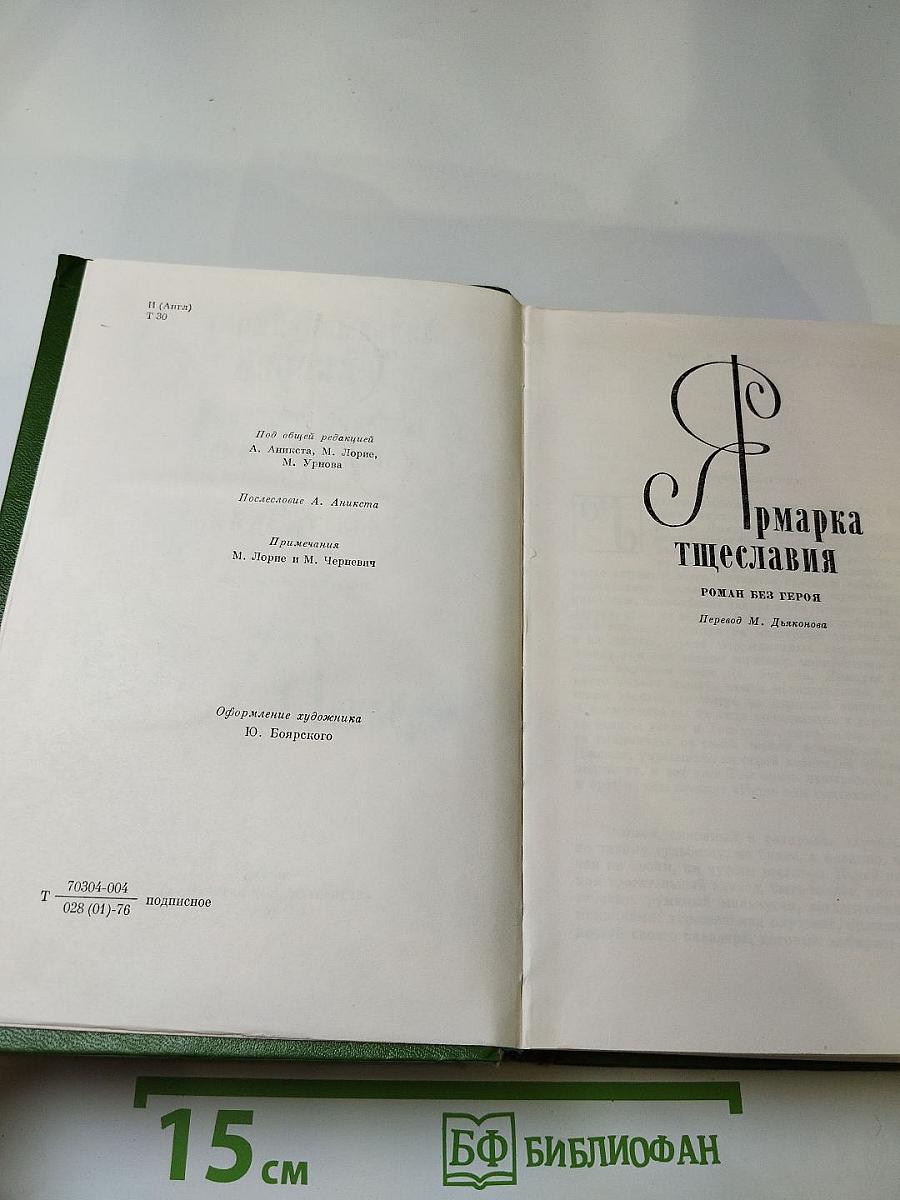 И (Англ)
Т 30
Под общей редакцией
А. Аникста, М. Лорие,
М. Урнова
Послесловие А. Аникста
Примечания
М. Лорие и М. Черневич
Оформление художника
Ю. Боярского
Т 70304-004
028 (01)-76 подписное
Ярмарка
тщеславия
РОМАН БЕЗ ГЕРОЯ
Перевод М. Дьяконова
15 см
БФ БИБЛИОФАН